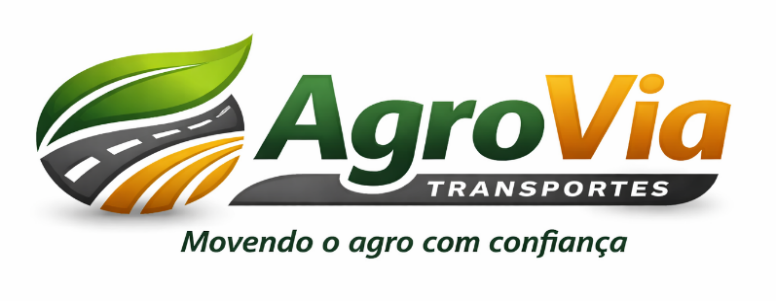 AgroVia
TRANSPORTES
Movendo o agro com confiança